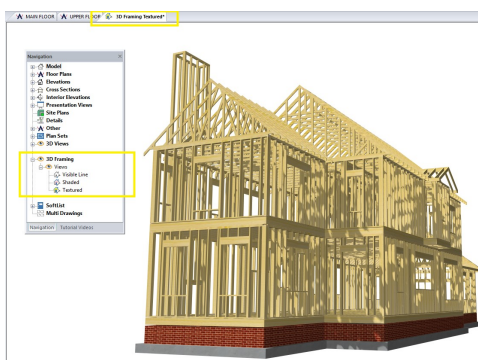 MAIN FLOOR UPPER FLOOR 3D Framing Textured*
Navigation
Model
Floor Plans
Elevations
Cross Sections
Interior Elevations
Presentation Views
Site Plans
Details
Other
Plan Sets
3D Views
3D Framing
Views
Visible Line
Shaded
Textured
SoftList
Multi Drawings
Navigation Tutorial Videos